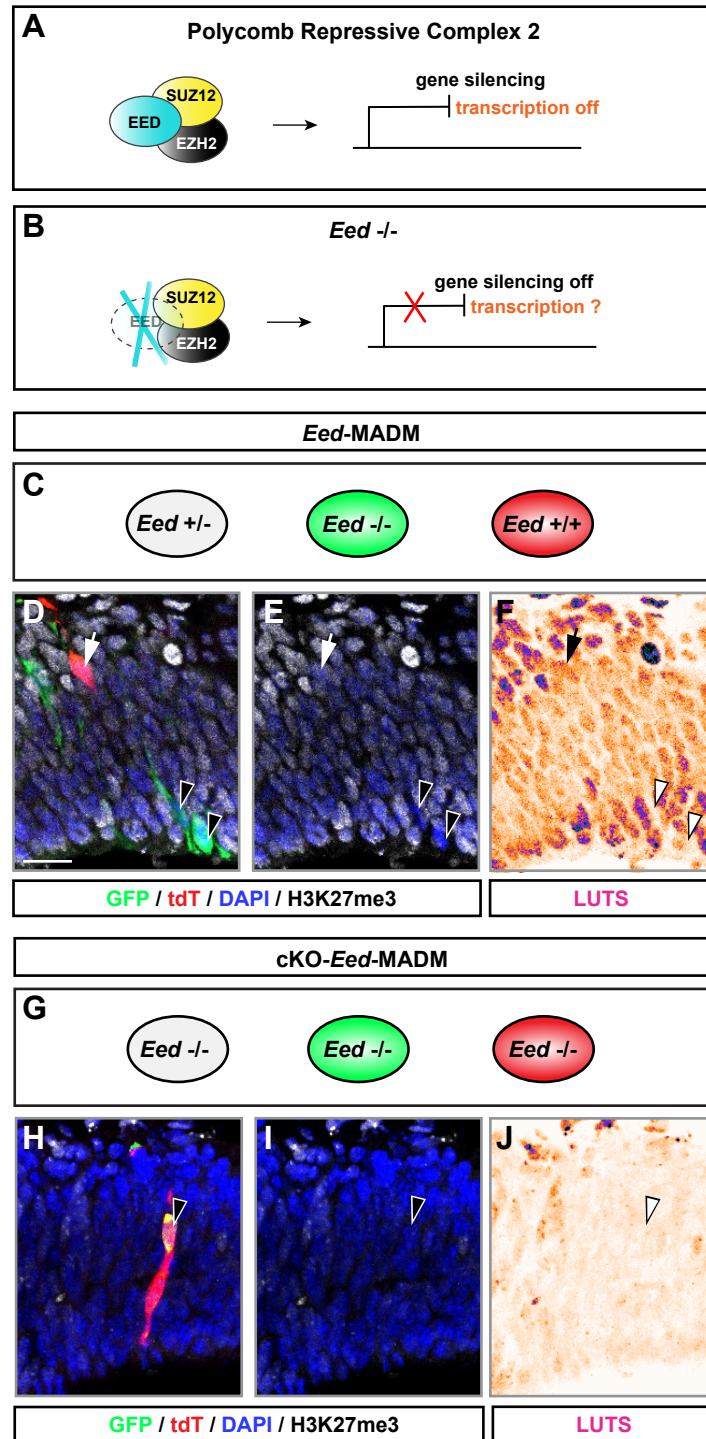 A
Polycomb Repressive Complex 2
SUZ12
EED
EZH2
gene silencing
transcription off
B
Eed -/-
SUZ12
EED
EZH2
gene silencing off
transcription ?
Eed-MADM
C
Eed +/-
Eed -/-
Eed +/+
D
E
F
GFP / tdT / DAPI / H3K27me3
LUTS
cKO-Eed-MADM
G
Eed -/-
Eed -/-
Eed -/-
H
I
J
GFP / tdT / DAPI / H3K27me3
LUTS